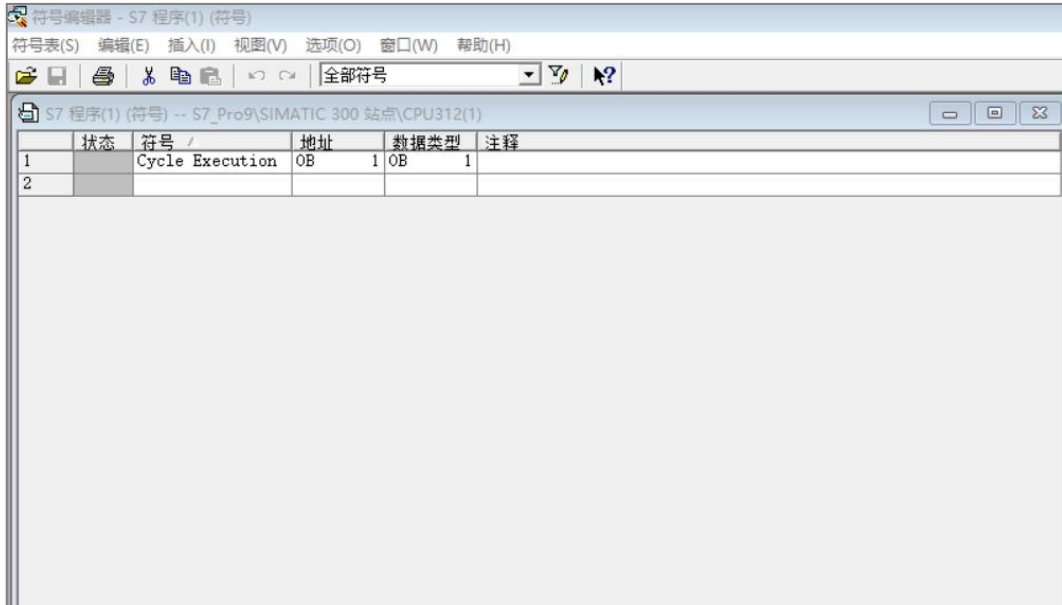 符号编辑器 - S7 程序(1) (符号)
符号表(S) 编辑(E) 插入(I) 视图(V) 选项(O) 窗口(W) 帮助(H)
全部符号
S7 程序(1) (符号) -- S7_Pro9\SIMATIC 300 站点\CPU312(1)
状态 符号 地址 数据类型 注释
1 Cycle Execution OB 1 OB 1
2